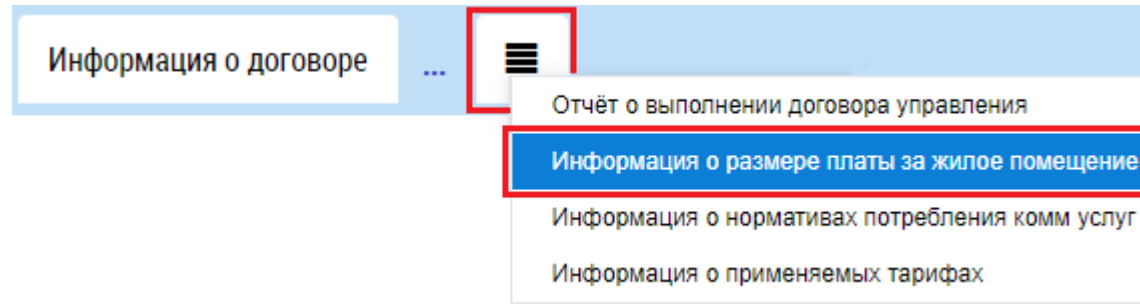 Информация о договоре ...
Отчёт о выполнении договора управления
Информация о размере платы за жилое помещение
Информация о нормативах потребления комм услуг
Информация о применяемых тарифах